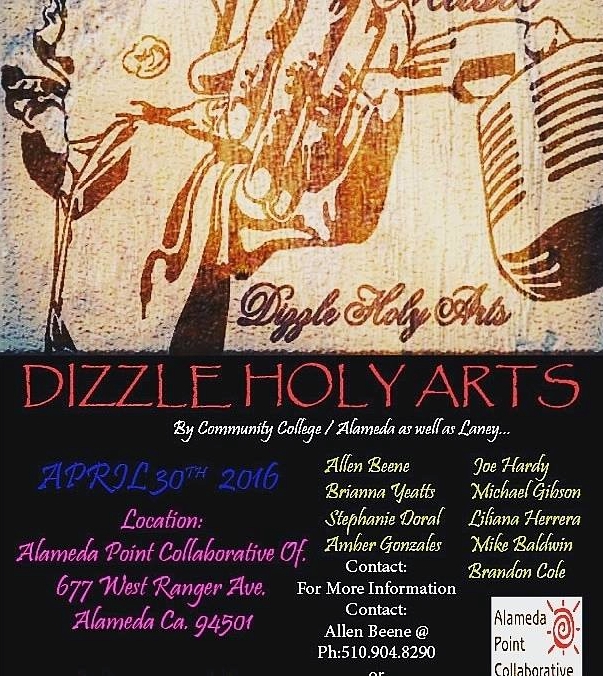 Music
Dizzle Holy Arts
DIZZLE HOLY ARTS
By Community College / Alameda as well as Laney...
APRIL 30TH 2016
Location:
Alameda Point Collaborative Of.
677 West Ranger Ave.
Alameda Ca. 94501
Allen Beene
Brianna Yeatts
Stephanie Doral
Amber Gonzales
Joe Hardy
Michael Gibson
Liliana Herrera
Mike Baldwin
Brandon Cole
Contact:
For More Information
Contact:
Allen Beene @
Ph:510.904.8290
or
Alameda
Point
Collaborative